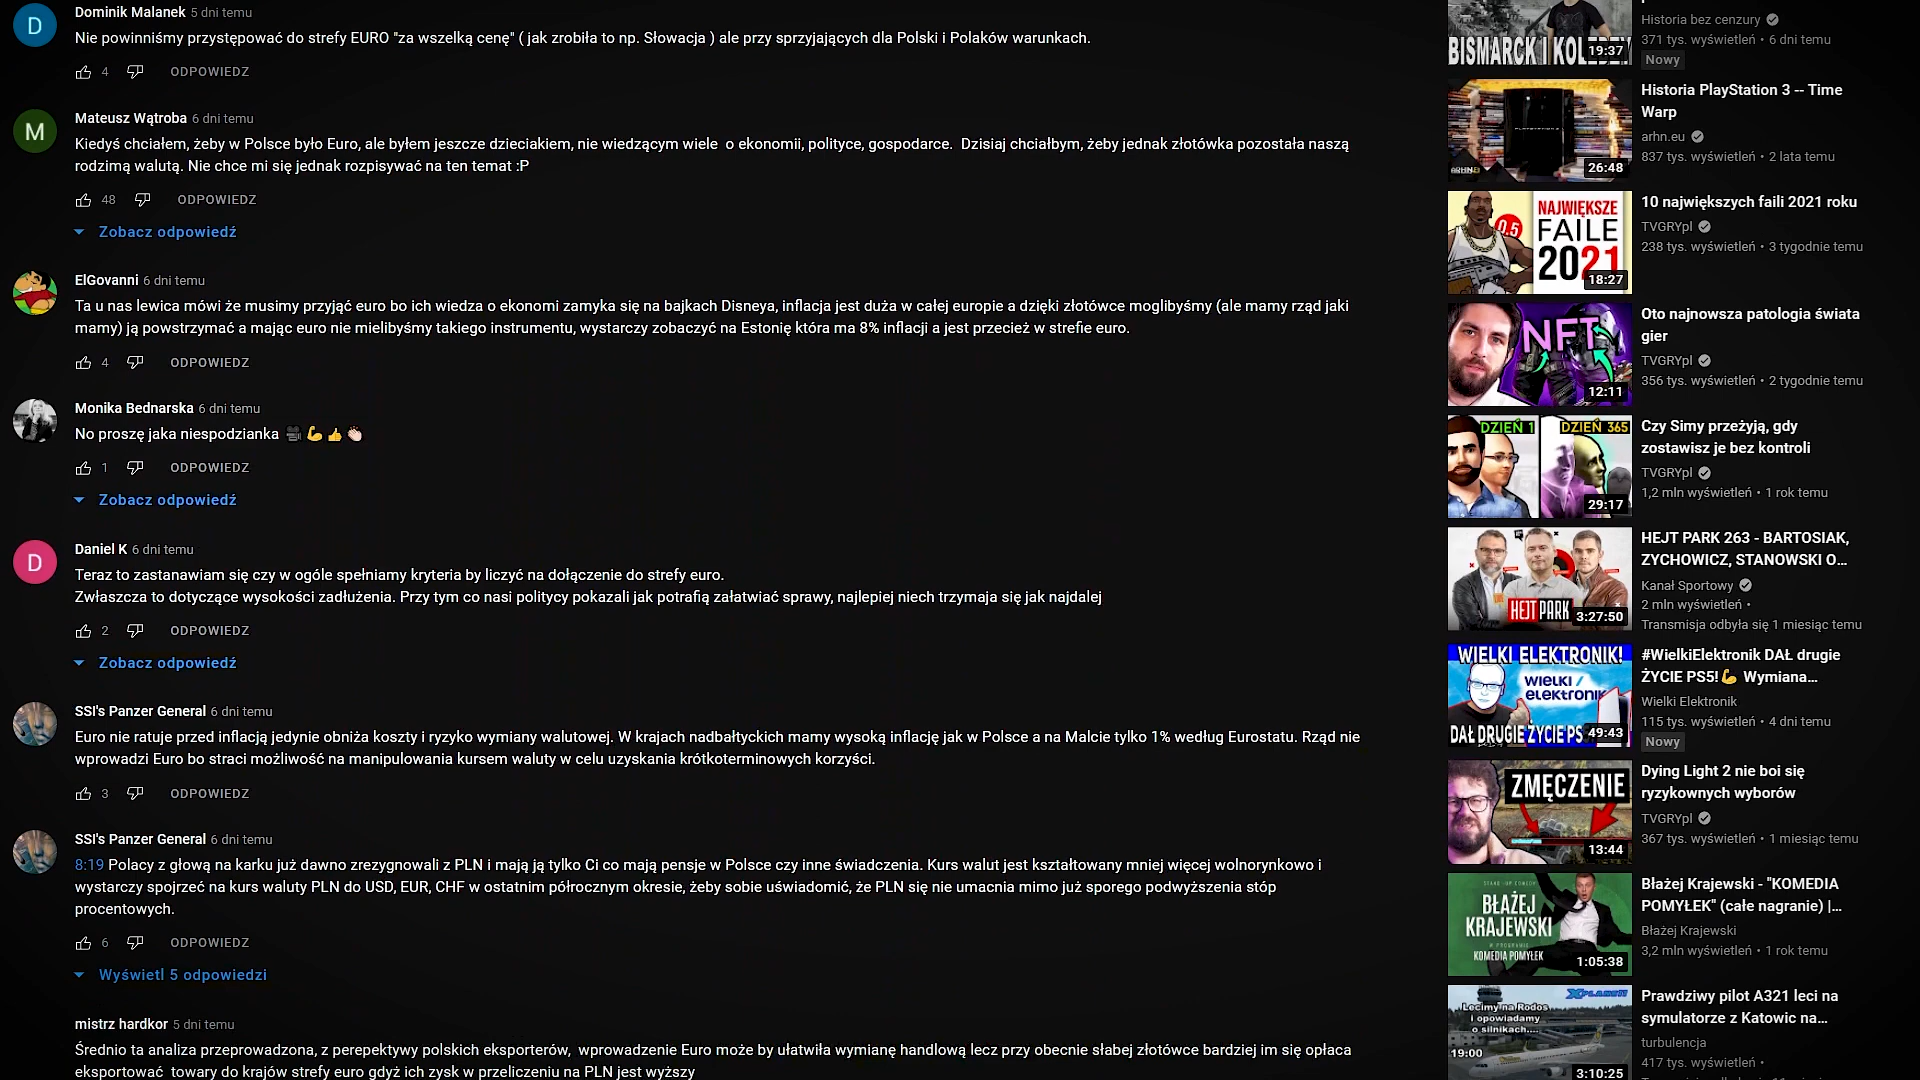 D
Dominik Malanek 5 dni temu
Nie powinniśmy przystępować do strefy EURO "za wszelką cenę" ( jak zrobiła to np. Słowacja ) ale przy sprzyjających dla Polski i Polaków warunkach.
4 ODPOWIEDZ
M
Mateusz Wątroba 6 dni temu
Kiedyś chciałem, żeby w Polsce było Euro, ale byłem jeszcze dzieciakiem, nie wiedzącym wiele o ekonomii, polityce, gospodarce. Dzisiaj chciałbym, żeby jednak złotówka pozostała naszą
rodzimą walutą. Nie chce mi się jednak rozpisywać na ten temat :P
48 ODPOWIEDZ
Zobacz odpowiedź
ElGovanni 6 dni temu
Ta u nas lewica mówi że musimy przyjąć euro bo ich wiedza o ekonomi zamyka się na bajkach Disneya, inflacja jest duża w całej europie a dzięki złotówce moglibyśmy (ale mamy rząd jaki
mamy) ją powstrzymać a mając euro nie mielibyśmy takiego instrumentu, wystarczy zobaczyć na Estonię która ma 8% inflacji a jest przecież w strefie euro.
4 ODPOWIEDZ
Monika Bednarska 6 dni temu
No proszę jaka niespodzianka 🎥💪👍👏
1 ODPOWIEDZ
Zobacz odpowiedź
D
Daniel K 6 dni temu
Teraz to zastanawiam się czy w ogóle spełniamy kryteria by liczyć na dołączenie do strefy euro.
Zwłaszcza to dotyczące wysokości zadłużenia. Przy tym co nasi politycy pokazali jak potrafią załatwiać sprawy, najlepiej niech trzymaja się jak najdalej
2 ODPOWIEDZ
Zobacz odpowiedź
SSI's Panzer General 6 dni temu
Euro nie ratuje przed inflacją jedynie obniża koszty i ryzyko wymiany walutowej. W krajach nadbałtyckich mamy wysoką inflację jak w Polsce a na Malcie tylko 1% według Eurostatu. Rząd nie
wprowadzi Euro bo straci możliwość na manipulowania kursem waluty w celu uzyskania krótkoterminowych korzyści.
3 ODPOWIEDZ
SSI's Panzer General 6 dni temu
8:19 Polacy z głową na karku już dawno zrezygnowali z PLN i mają ją tylko Ci co mają pensje w Polsce czy inne świadczenia. Kurs walut jest kształtowany mniej więcej wolnorynkowo i
wystarczy spojrzeć na kurs waluty PLN do USD, EUR, CHF w ostatnim półrocznym okresie, żeby sobie uświadomić, że PLN się nie umacnia mimo już sporego podwyższenia stóp
procentowych.
6 ODPOWIEDZ
Wyświetl 5 odpowiedzi
mistrz hardkor 5 dni temu
Średnio ta analiza przeprowadzona, z perepektywy polskich eksporterów, wprowadzenie Euro może by ułatwiła wymianę handlową lecz przy obecnie słabej złotówce bardziej im się opłaca
eksportować towary do krajów strefy euro gdyż ich zysk w przeliczeniu na PLN jest wyższy
BISMARCK I KOLEDZY
19:37
Historia bez cenzury
371 tys. wyświetleń • 6 dni temu
Nowy
ARHN.EU
26:48
Historia PlayStation 3 -- Time
Warp
arhn.eu
837 tys. wyświetleń • 2 lata temu
0.5
NAJWIĘKSZE
FAILE
2021
18:27
10 największych faili 2021 roku
TVGRYpl
238 tys. wyświetleń • 3 tygodnie temu
NFT
12:11
Oto najnowsza patologia świata
gier
TVGRYpl
356 tys. wyświetleń • 2 tygodnie temu
DZIEŃ 1
DZIEŃ 365
29:17
Czy Simy przeżyją, gdy
zostawisz je bez kontroli
TVGRYpl
1,2 mln wyświetleń • 1 rok temu
HEJT PARK
3:27:50
HEJT PARK 263 - BARTOSIAK,
ZYCHOWICZ, STANOWSKI O...
Kanał Sportowy
2 mln wyświetleń •
Transmisja odbyła się 1 miesiąc temu
WIELKI ELEKTRONIK!
WIELKI/
elektronik
DAŁ DRUGIE ŻYCIE PS
49:43
#WielkiElektronik DAŁ drugie
ŻYCIE PS5!💪 Wymiana...
Wielki Elektronik
115 tys. wyświetleń • 4 dni temu
Nowy
ZMĘCZENIE
13:44
Dying Light 2 nie boi się
ryzykownych wyborów
TVGRYpl
367 tys. wyświetleń • 1 miesiąc temu
STAND-UP COMEDY
BŁAŻEJ
KRAJEWSKI
W PROGRAMIE
KOMEDIA POMYŁEK
1:05:38
Błażej Krajewski - "KOMEDIA
POMYŁEK" (całe nagranie) |...
Błażej Krajewski
3,2 mln wyświetleń • 1 rok temu
X-PLANE 11
Lecimy na Rodos
i opowiadamy
o silnikach....
19:00
3:10:25
Prawdziwy pilot A321 leci na
symulatorze z Katowic na...
turbulencja
417 tys. wyświetleń •